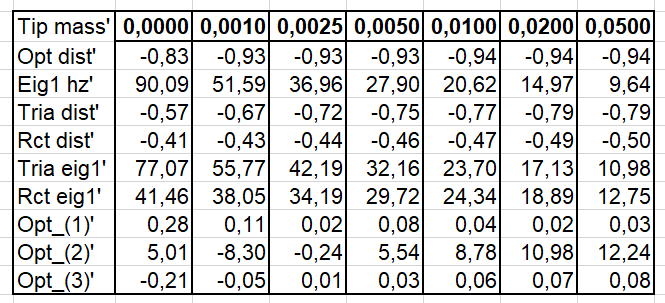 Tip mass' 0,0000 0,0010 0,0025 0,0050 0,0100 0,0200 0,0500
Opt dist' -0,83 -0,93 -0,93 -0,93 -0,94 -0,94 -0,94
Eig1 hz' 90,09 51,59 36,96 27,90 20,62 14,97 9,64
Tria dist' -0,57 -0,67 -0,72 -0,75 -0,77 -0,79 -0,79
Rct dist' -0,41 -0,43 -0,44 -0,46 -0,47 -0,49 -0,50
Tria eig1' 77,07 55,77 42,19 32,16 23,70 17,13 10,98
Rct eig1' 41,46 38,05 34,19 29,72 24,34 18,89 12,75
Opt_(1)' 0,28 0,11 0,02 0,08 0,04 0,02 0,03
Opt_(2)' 5,01 -8,30 -0,24 5,54 8,78 10,98 12,24
Opt_(3)' -0,21 -0,05 0,01 0,03 0,06 0,07 0,08